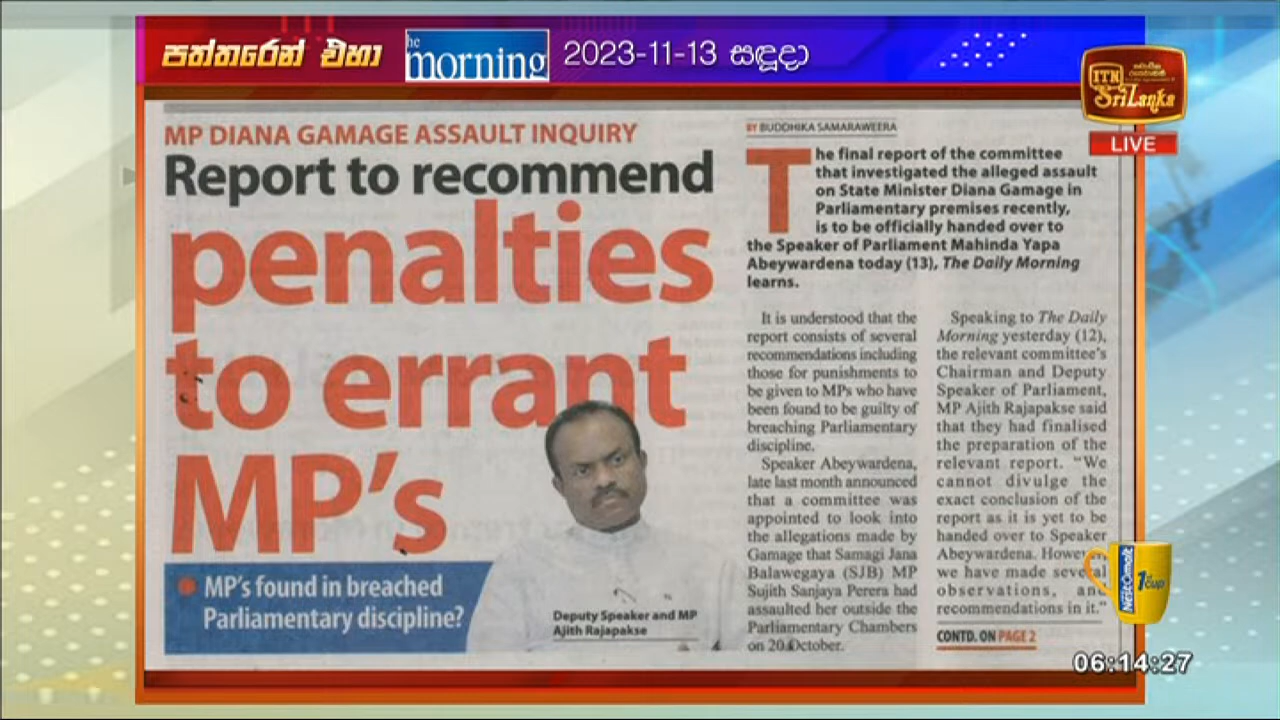 පත්තරෙන් එහා
the morning
2023-11-13 සඳුදා
ITN
SriLanka
LIVE
MP DIANA GAMAGE ASSAULT INQUIRY
Report to recommend
penalties
to errant
MP's
MP's found in breached
Parliamentary discipline?
Deputy Speaker and MP
Ajith Rajapakse
BY BUDDHIKA SAMARAWEERA
The final report of the committee
that investigated the alleged assault
on State Minister Diana Gamage in
Parliamentary premises recently,
is to be officially handed over to
the Speaker of Parliament Mahinda Yapa
Abeywardena today (13), The Daily Morning
learns.
It is understood that the
report consists of several
recommendations including
those for punishments to
be given to MPs who have
been found to be guilty of
breaching Parliamentary
discipline.
Speaker Abeywardena,
late last month announced
that a committee was
appointed to look into
the allegations made by
Gamage that Samagi Jana
Balawegaya (SJB) MP
Sujith Sanjaya Perera had
assaulted her outside the
Parliamentary Chambers
on 20 October.
Speaking to The Daily
Morning yesterday (12),
the relevant committee's
Chairman and Deputy
Speaker of Parliament,
MP Ajith Rajapakse said
that they had finalised
the preparation of the
relevant report. "We
cannot divulge the
exact conclusion of the
report as it is yet to be
handed over to Speaker
Abeywardena. However,
we have made several
observations, and
recommendations in it."
CONTD. ON PAGE 2
Nestomalt
1st cup
06:14:27